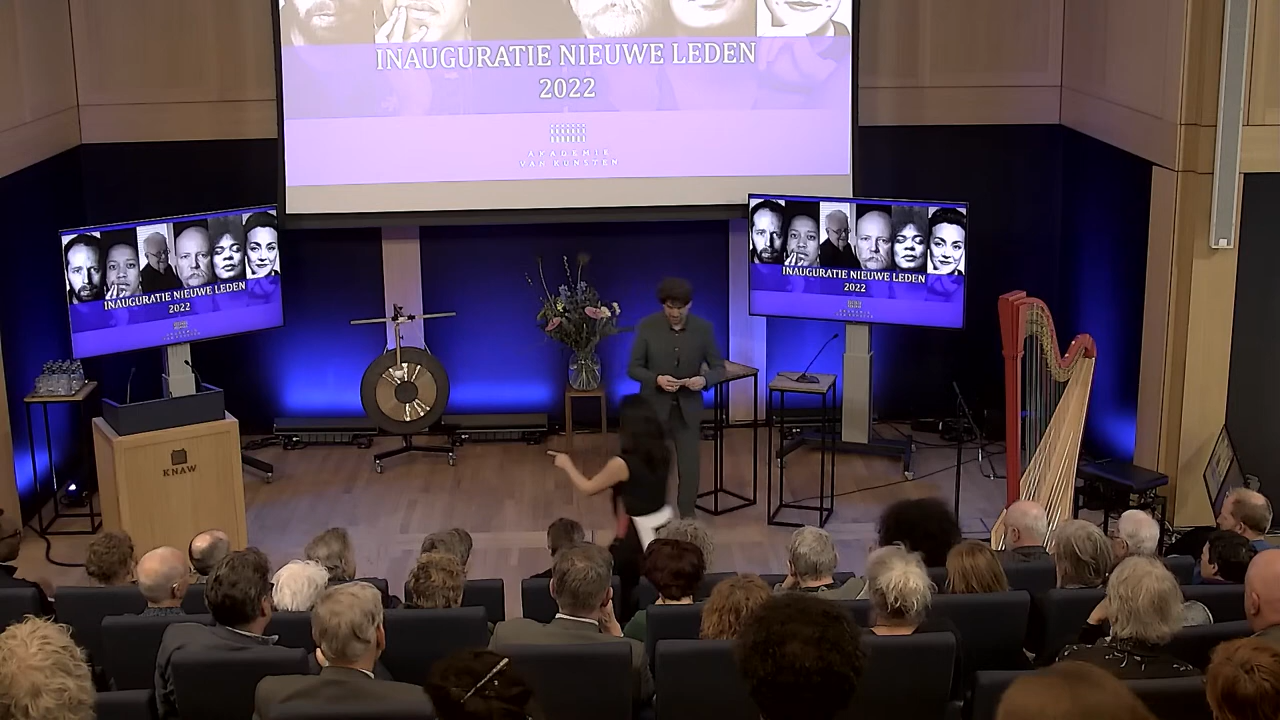 INAUGURATIE NIEUWE LEDEN
2022
AKADEMIE
VAN KUNSTEN
INAUGURATIE NIEUWE LEDEN
2022
INAUGURATIE NIEUWE LEDEN
2022
KNAW